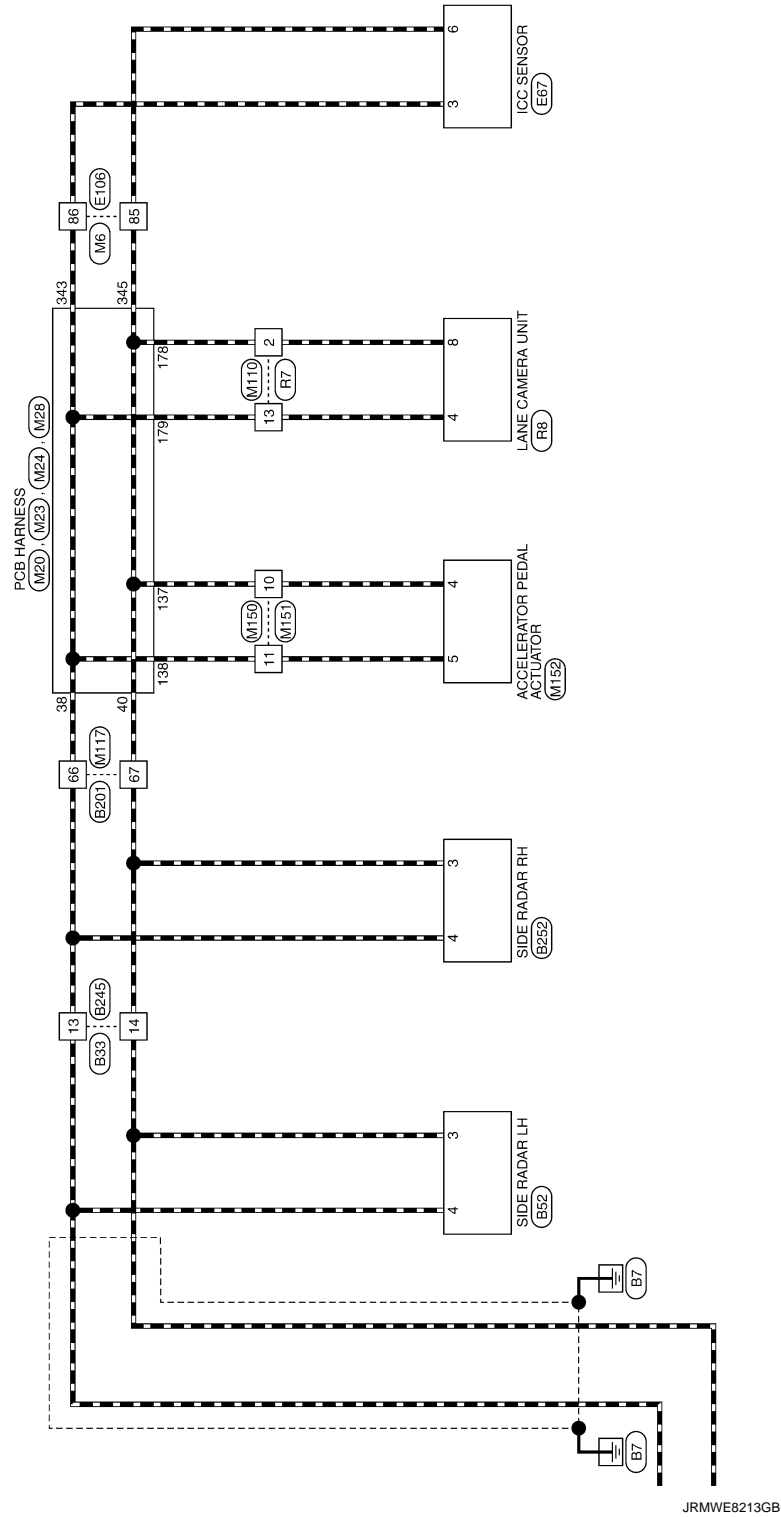 6
3
ICC SENSOR
E67
86
85
E106
M6
343
345
PCB HARNESS
M20 , M23 , M24 , M28
178
179
2
13
M110
R7
8
4
LANE CAMERA UNIT
R8
137
138
10
11
M150
M151
4
5
ACCELERATOR PEDAL
ACTUATOR
M152
38
40
66
67
M117
B201
3
4
SIDE RADAR RH
B252
13
14
B245
B33
3
4
SIDE RADAR LH
B52
B7
B7
JRMWE8213GB